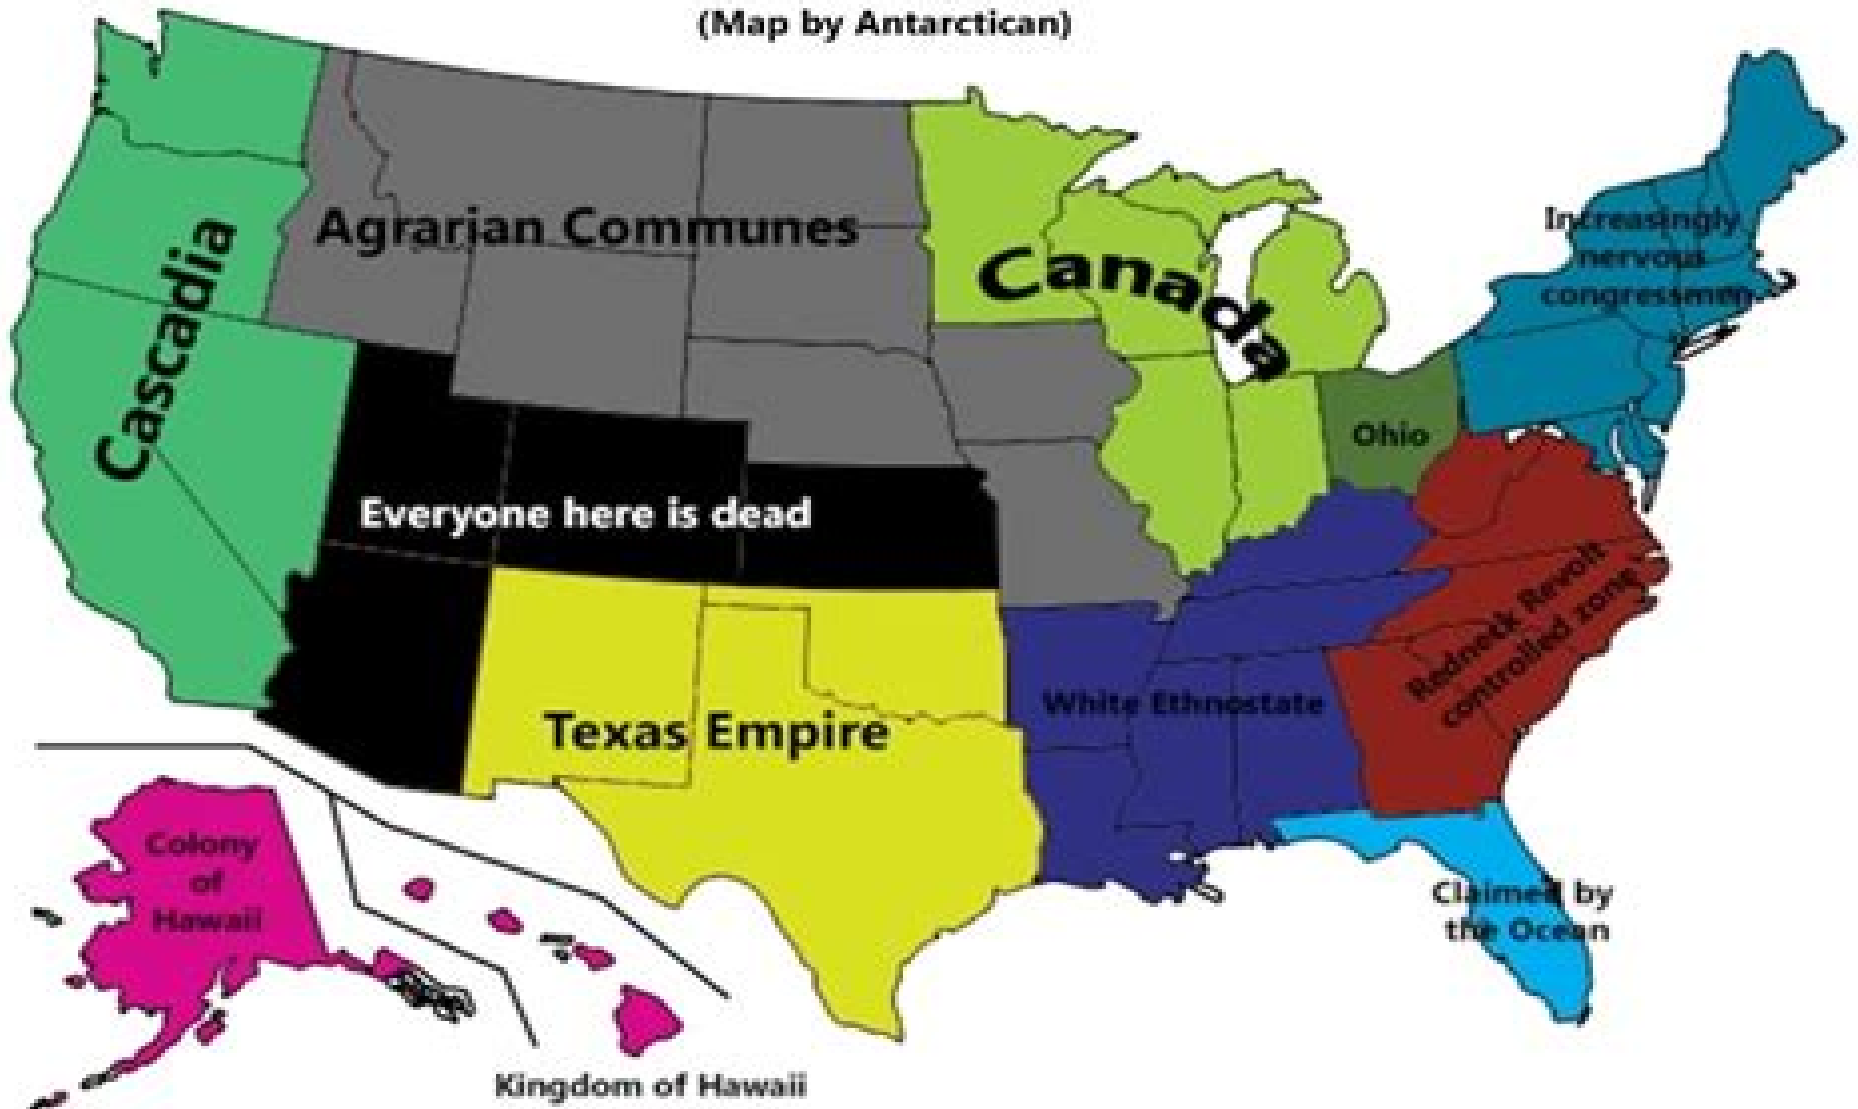 (Map by Antarctican)
Cascadia
Agrarian Communes
Canada
Increasingly
nervous
congressmen
Ohio
Everyone here is dead
Redneck Revolt
controlled zone
White Ethnostate
Texas Empire
Colony
of
Hawaii
Claimed by
the Ocean
Kingdom of Hawaii